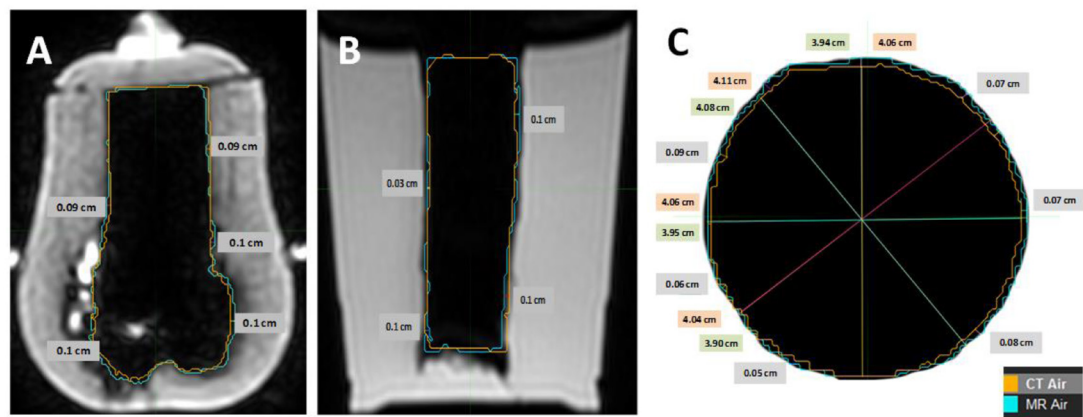 A
0.09 cm
0.09 cm
0.1 cm
0.1 cm
0.1 cm
B
0.1 cm
0.03 cm
0.1 cm
0.1 cm
C
3.94 cm
4.06 cm
4.11 cm
0.07 cm
4.08 cm
0.09 cm
4.06 cm
0.07 cm
3.95 cm
0.06 cm
4.04 cm
3.90 cm
0.08 cm
0.05 cm
CT Air
MR Air